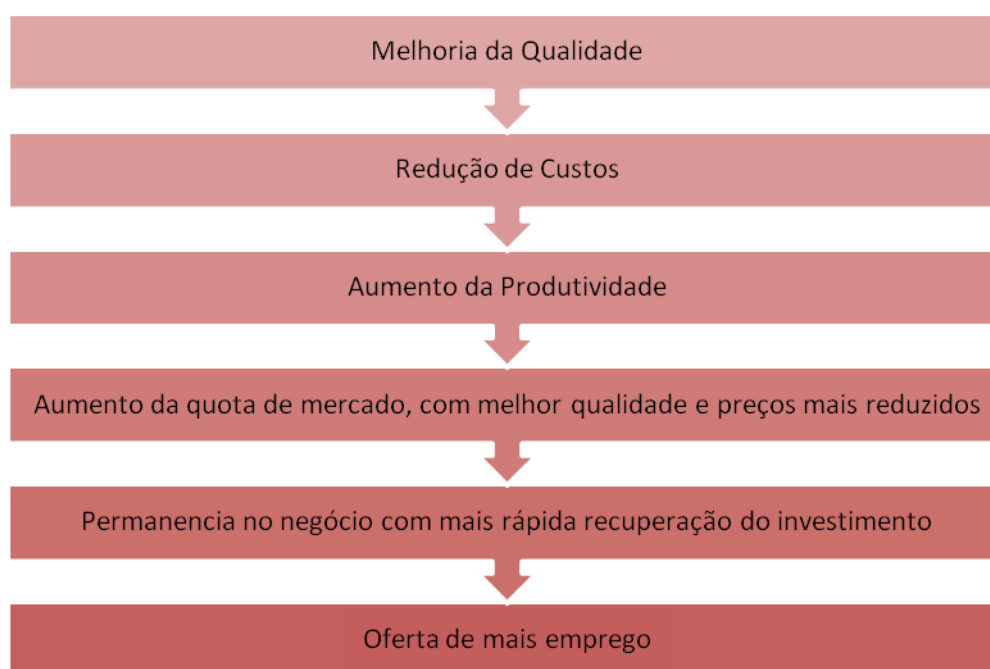 Melhoria da Qualidade
Redução de Custos
Aumento da Produtividade
Aumento da quota de mercado, com melhor qualidade e preços mais reduzidos
Permanencia no negócio com mais rápida recuperação do investimento
Oferta de mais emprego